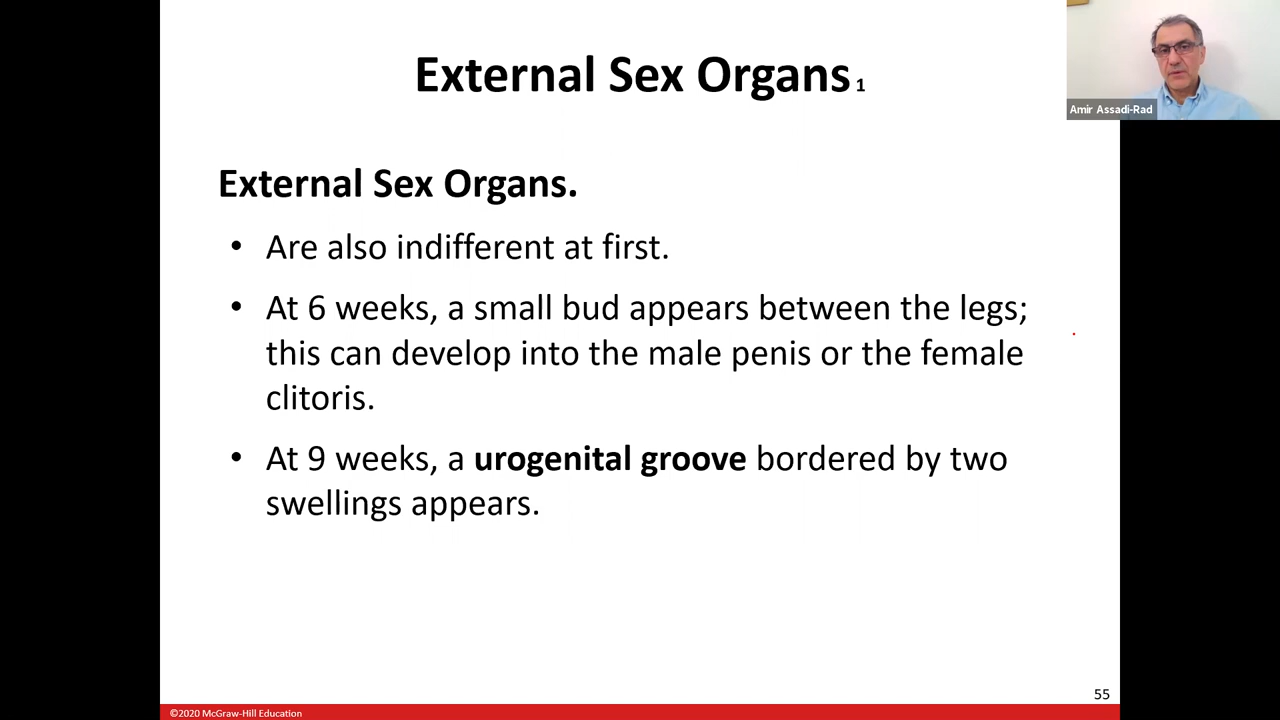 External Sex Organs 1
Amir Assadi-Rad
External Sex Organs.
• Are also indifferent at first.
• At 6 weeks, a small bud appears between the legs;
this can develop into the male penis or the female
clitoris.
• At 9 weeks, a urogenital groove bordered by two
swellings appears.
55
©2020 McGraw-Hill Education